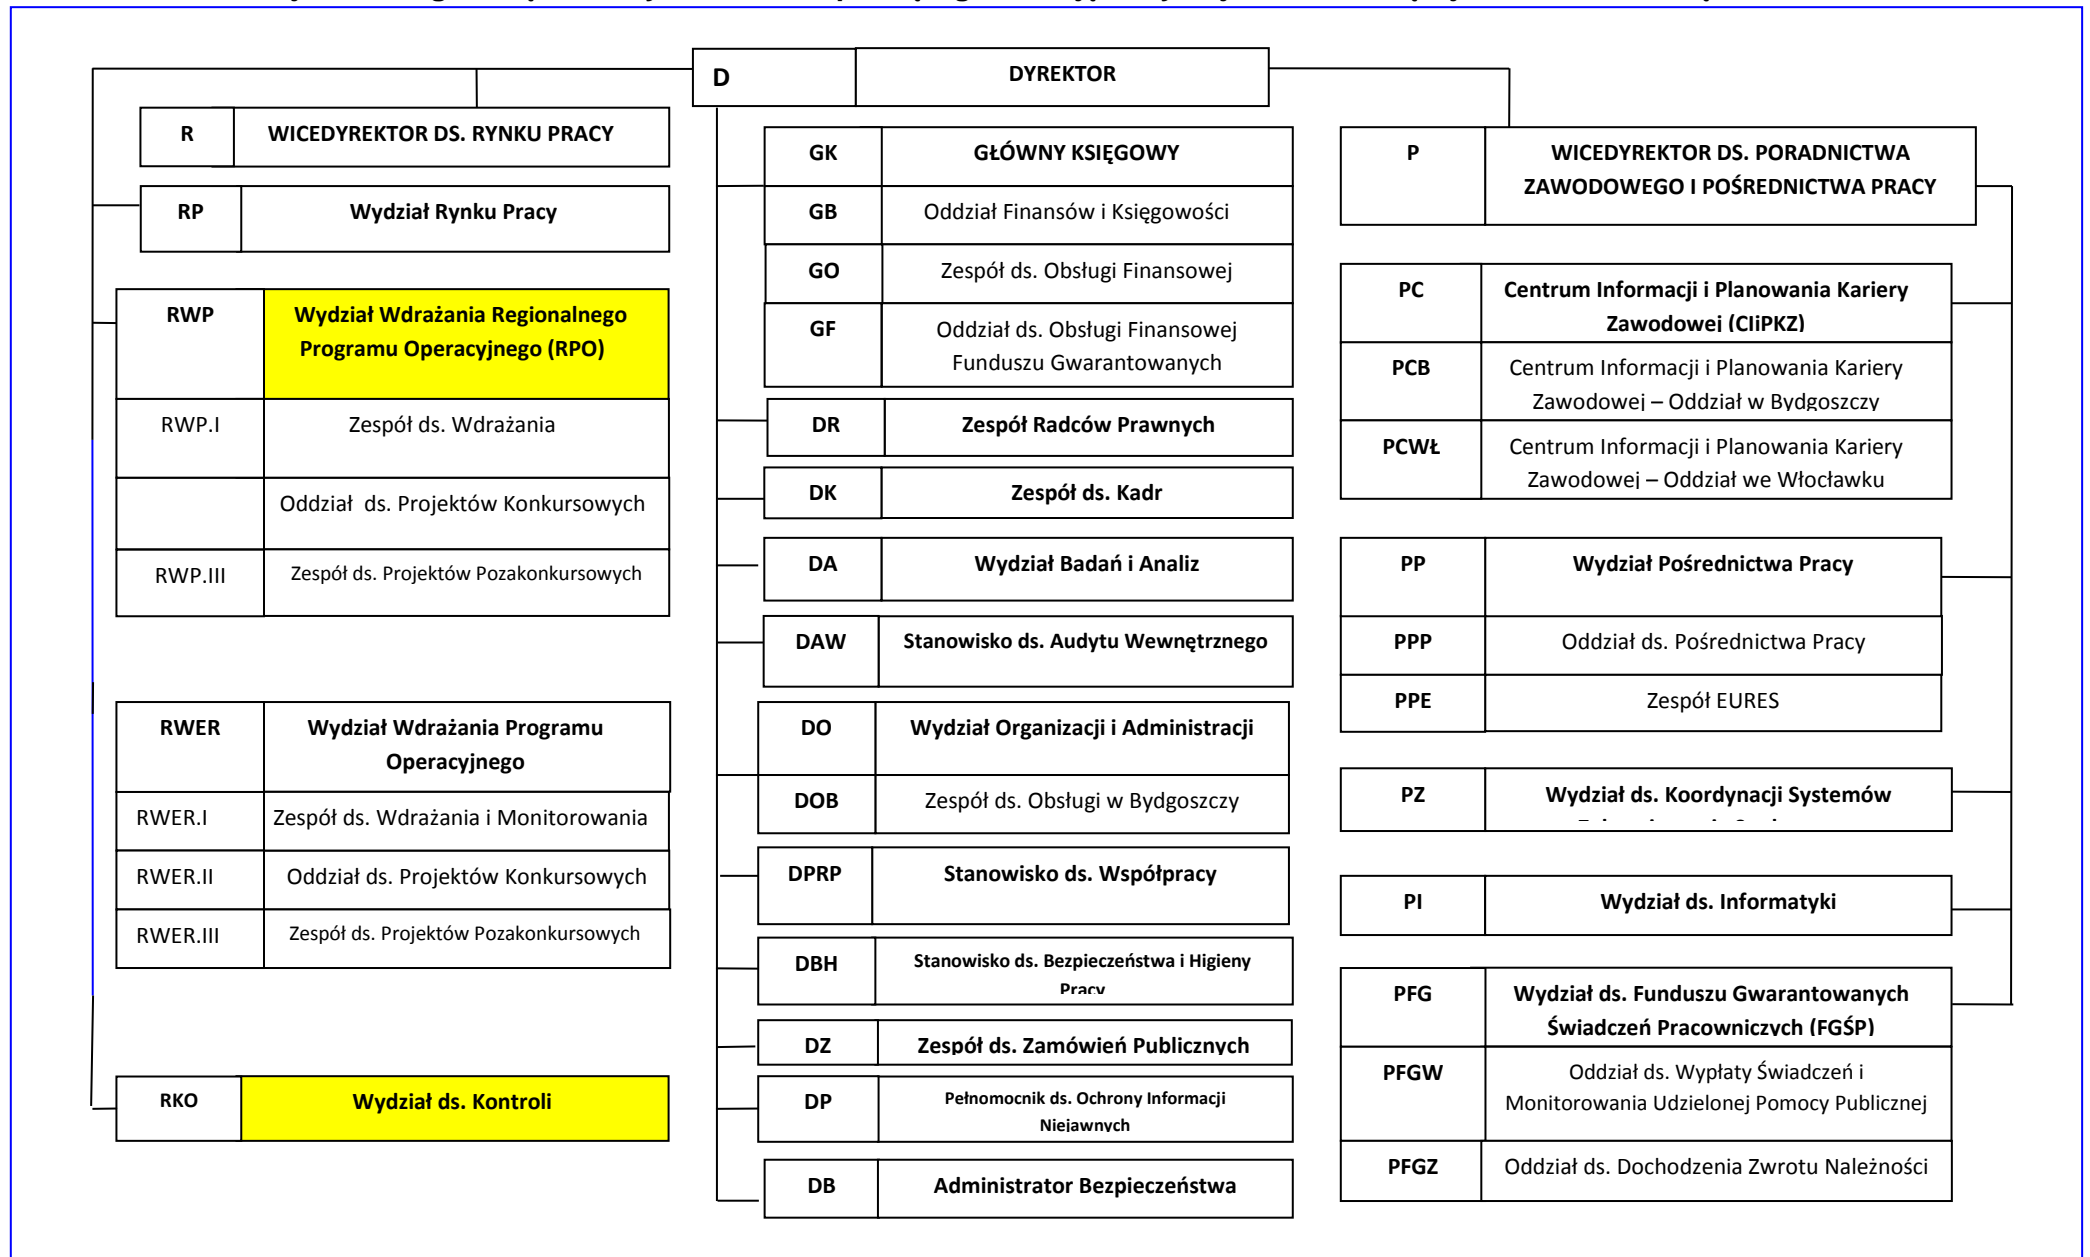 D DYREKTOR
R WICEDYREKTOR DS. RYNKU PRACY
RP Wydział Rynku Pracy
RWP Wydział Wdrażania Regionalnego
Programu Operacyjnego (RPO)
RWP.I Zespół ds. Wdrażania
Oddział ds. Projektów Konkursowych
RWP.III Zespół ds. Projektów Pozakonkursowych
RWER Wydział Wdrażania Programu
Operacyjnego
RWER.I Zespół ds. Wdrażania i Monitorowania
RWER.II Oddział ds. Projektów Konkursowych
RWER.III Zespół ds. Projektów Pozakonkursowych
RKO Wydział ds. Kontroli
GK GŁÓWNY KSIĘGOWY
GB Oddział Finansów i Księgowości
GO Zespół ds. Obsługi Finansowej
GF Oddział ds. Obsługi Finansowej
Funduszu Gwarantowanych
DR Zespół Radców Prawnych
DK Zespół ds. Kadr
DA Wydział Badań i Analiz
DAW Stanowisko ds. Audytu Wewnętrznego
DO Wydział Organizacji i Administracji
DOB Zespół ds. Obsługi w Bydgoszczy
DPRP Stanowisko ds. Współpracy
DBH Stanowisko ds. Bezpieczeństwa i Higieny
Pracy
DZ Zespół ds. Zamówień Publicznych
DP Pełnomocnik ds. Ochrony Informacji
Niejawnych
DB Administrator Bezpieczeństwa
P WICEDYREKTOR DS. PORADNICTWA
ZAWODOWEGO I POŚREDNICTWA PRACY
PC Centrum Informacji i Planowania Kariery
Zawodowej (CIiPKZ)
PCB Centrum Informacji i Planowania Kariery
Zawodowej – Oddział w Bydgoszczy
PCWŁ Centrum Informacji i Planowania Kariery
Zawodowej – Oddział we Włocławku
PP Wydział Pośrednictwa Pracy
PPP Oddział ds. Pośrednictwa Pracy
PPE Zespół EURES
PZ Wydział ds. Koordynacji Systemów
PI Wydział ds. Informatyki
PFG Wydział ds. Funduszu Gwarantowanych
Świadczeń Pracowniczych (FGŚP)
PFGW Oddział ds. Wypłaty Świadczeń i
Monitorowania Udzielonej Pomocy Publicznej
PFGZ Oddział ds. Dochodzenia Zwrotu Należności